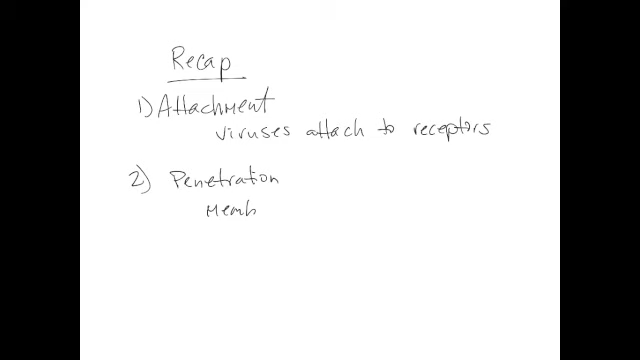 Recap
1) Attachment
viruses attach to receptors
2) Penetration
Memb